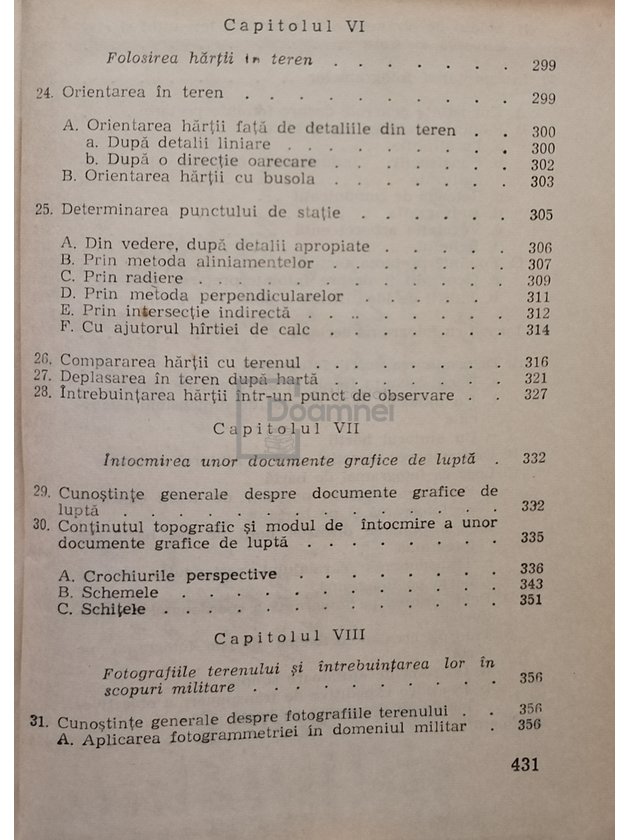 Capitolul VI
Folosirea hărții în teren . . . . . . . 299
24. Orientarea în teren . . . . . . . . . 299
A. Orientarea hărții față de detaliile din teren . . 300
a. După detalii liniare . . . . . . . . 300
b. După o direcție oarecare . . . . . . 302
B. Orientarea hărții cu busola . . . . . . . 303
25. Determinarea punctului de stație . . . . . . 305
A. Din vedere, după detalii apropiate . . . . . 306
B. Prin metoda aliniamentelor . . . . . . . 307
C. Prin radiere . . . . . . . . . . . 309
D. Prin metoda perpendicularelor . . . . . 311
E. Prin intersecție indirectă . . . . . . . 312
F. Cu ajutorul hîrtiei de calc . . . . . . . 314
26. Compararea hărții cu terenul . . . . . . . 316
27. Deplasarea în teren după hartă . . . . . . . 321
28. Întrebuințarea hărții într-un punct de observare . . 327
Doamnei
Capitolul VII
Întocmirea unor documente grafice de luptă . 332
29. Cunoștințe generale despre documente grafice de
luptă . . . . . . . . . . . . . 332
30. Conținutul topografic și modul de întocmire a unor
documente grafice de luptă . . . . . . . 335
A. Crochiurile perspective . . . . . . . . 336
B. Schemele . . . . . . . . . . . 343
C. Schițele . . . . . . . . . . . . 351
Capitolul VIII
Fotografiile terenului și întrebuințarea lor în
scopuri militare . . . . . . . . . 356
31. Cunoștințe generale despre fotografiile terenului . . 356
A. Aplicarea fotogrammetriei în domeniul militar . 356
431